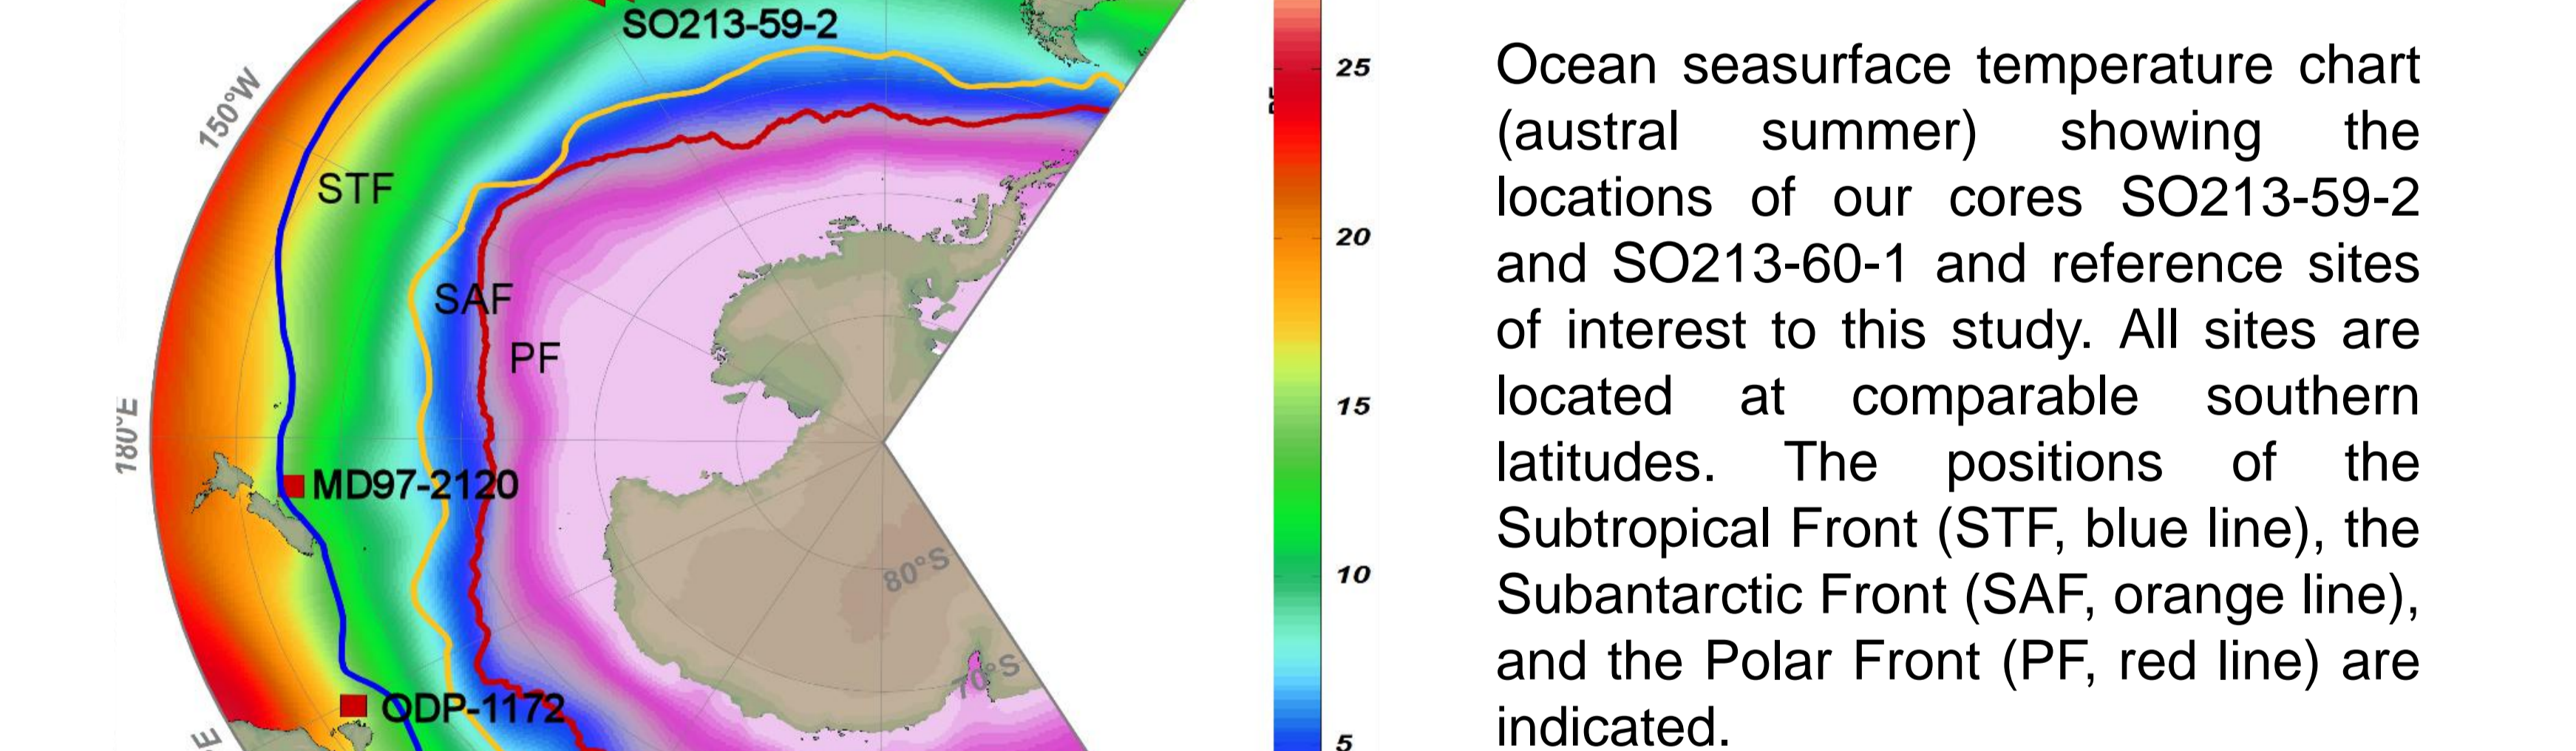 SO213-59-2
150°W
STF
SAF
PF
180°E
MD97-2120
80°S
70°S
ODP-1172
25
20
15
10
5
Ocean seasurface temperature chart
(austral summer) showing the
locations of our cores SO213-59-2
and SO213-60-1 and reference sites
of interest to this study. All sites are
located at comparable southern
latitudes. The positions of the
Subtropical Front (STF, blue line), the
Subantarctic Front (SAF, orange line),
and the Polar Front (PF, red line) are
indicated.